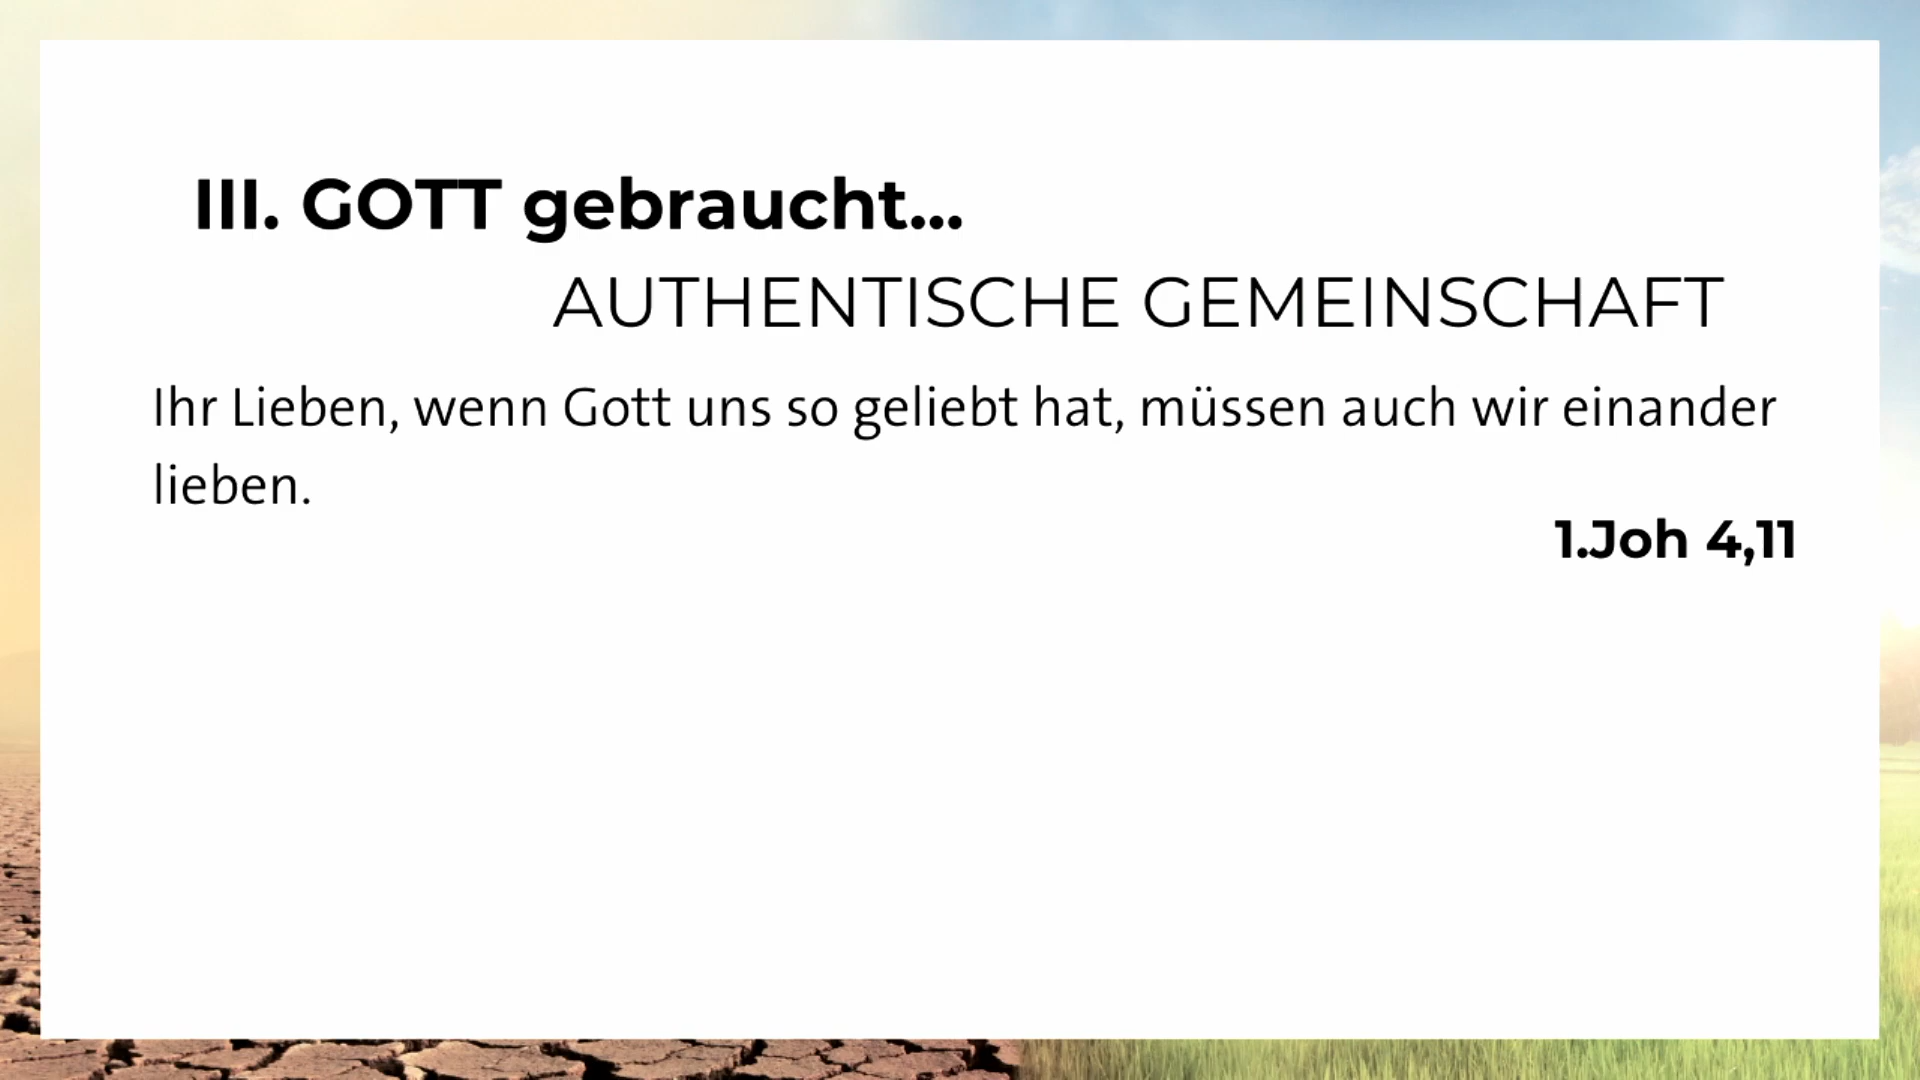 III. GOTT gebraucht...
AUTHENTISCHE GEMEINSCHAFT
Ihr Lieben, wenn Gott uns so geliebt hat, müssen auch wir einander
lieben.
1.Joh 4,11